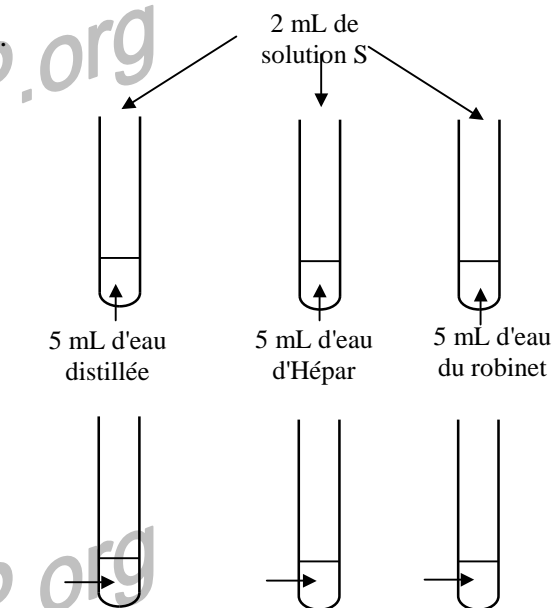 2 mL de
solution S
5 mL d'eau
distillée
5 mL d'eau
d'Hépar
5 mL d'eau
du robinet
.org
org